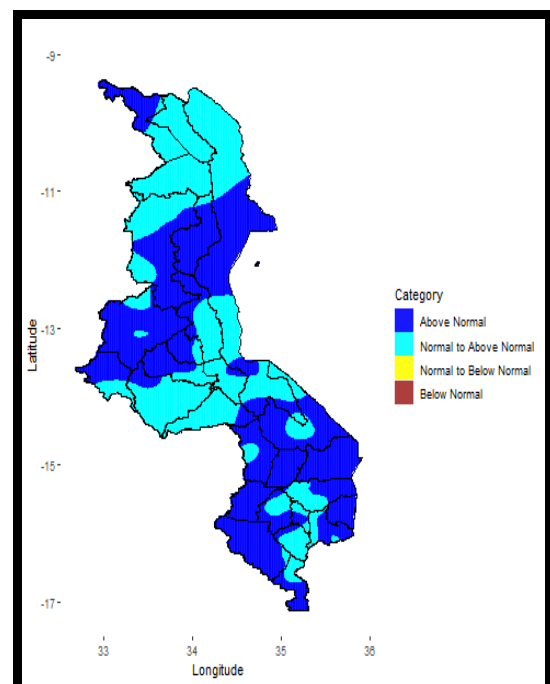 -9
-11
-13
-15
-17
Latitude
33
34
35
36
Longitude
Category
Above Normal
Normal to Above Normal
Normal to Below Normal
Below Normal